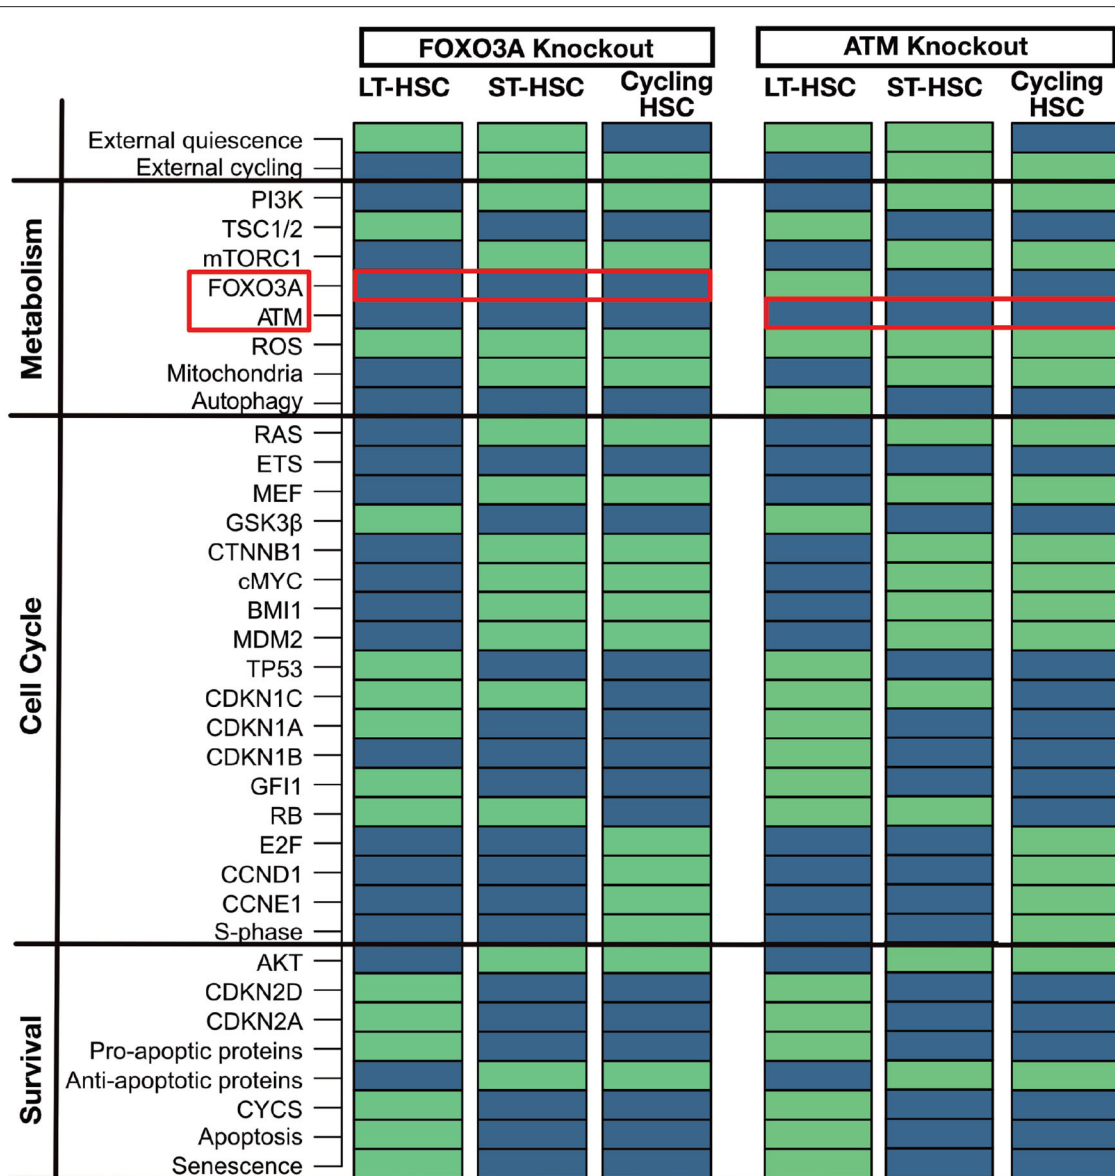 FOXO3A Knockout
ATM Knockout
LT-HSC
ST-HSC
Cycling
HSC
LT-HSC
ST-HSC
Cycling
HSC
External quiescence
External cycling
Metabolism
PI3K
TSC1/2
mTORC1
FOXO3A
ATM
ROS
Mitochondria
Autophagy
Cell Cycle
RAS
ETS
MEF
GSK3β
CTNNB1
cMYC
BMI1
MDM2
TP53
CDKN1C
CDKN1A
CDKN1B
GFI1
RB
E2F
CCND1
CCNE1
S-phase
Survival
AKT
CDKN2D
CDKN2A
Pro-apoptic proteins
Anti-apoptotic proteins
CYCS
Apoptosis
Senescence